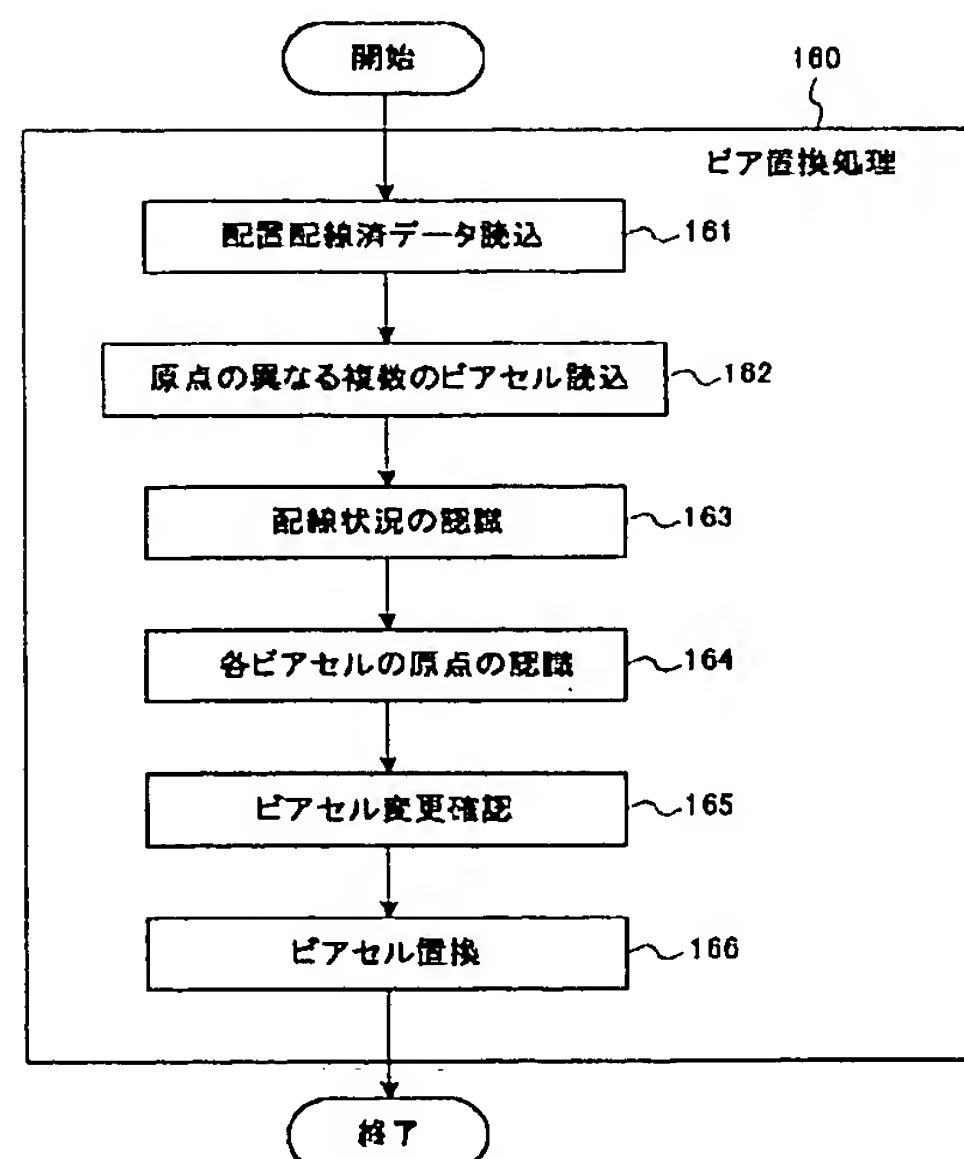 開始
160
ビア置換処理
配置配線済データ読込
161
原点の異なる複数のビアセル読込
162
配線状況の認識
163
各ビアセルの原点の認識
164
ビアセル変更確認
165
ビアセル置換
166
終了